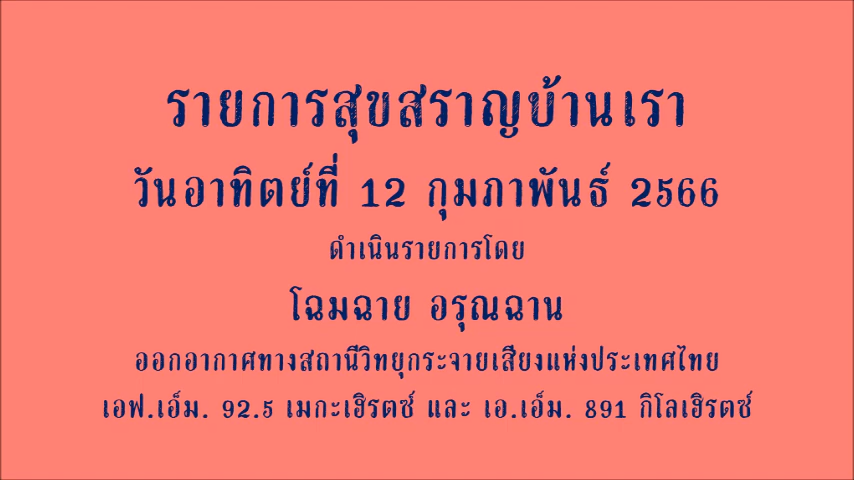 รายการสุขสราญบ้านเรา
วันอาทิตย์ที่ 12 กุมภาพันธ์ 2566
ดำเนินรายการโดย
โฉมฉาย อรุณฉาน
ออกอากาศทางสถานีวิทยุกระจายเสียงแห่งประเทศไทย
เอฟ.เอ็ม. 92.5 เมกะเฮิรตซ์ และ เอ.เอ็ม. 891 กิโลเฮิรตซ์